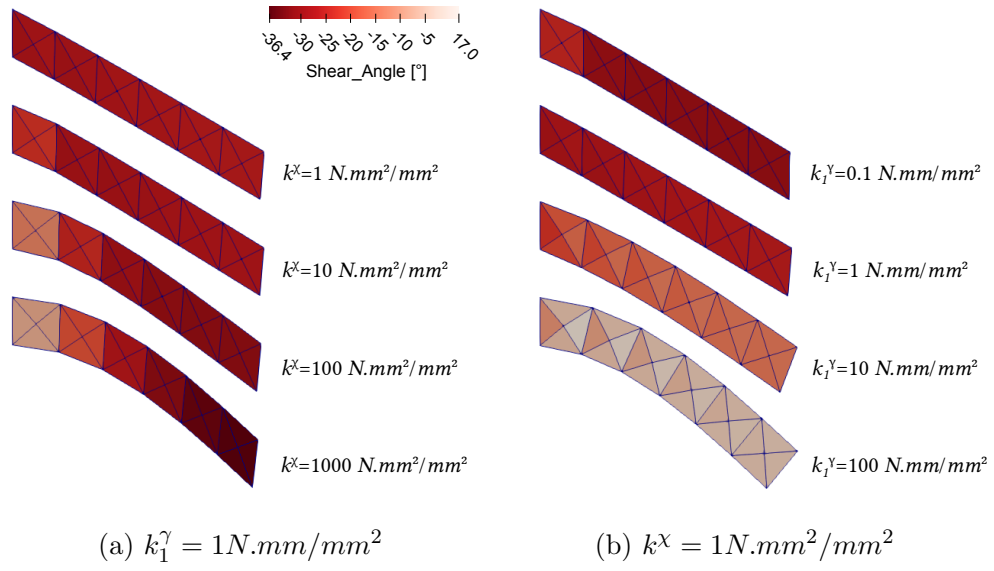 -36.4 -30 -25 -20 -15 -10 -5 17.0
Shear_Angle [°]
k^χ=1 N.mm²/mm²
k^χ=10 N.mm²/mm²
k^χ=100 N.mm²/mm²
k^χ=1000 N.mm²/mm²
k₁^γ=0.1 N.mm/mm²
k₁^γ=1 N.mm/mm²
k₁^γ=10 N.mm/mm²
k₁^γ=100 N.mm/mm²
(a) k₁^γ = 1N.mm/mm²
(b) k^χ = 1N.mm²/mm²